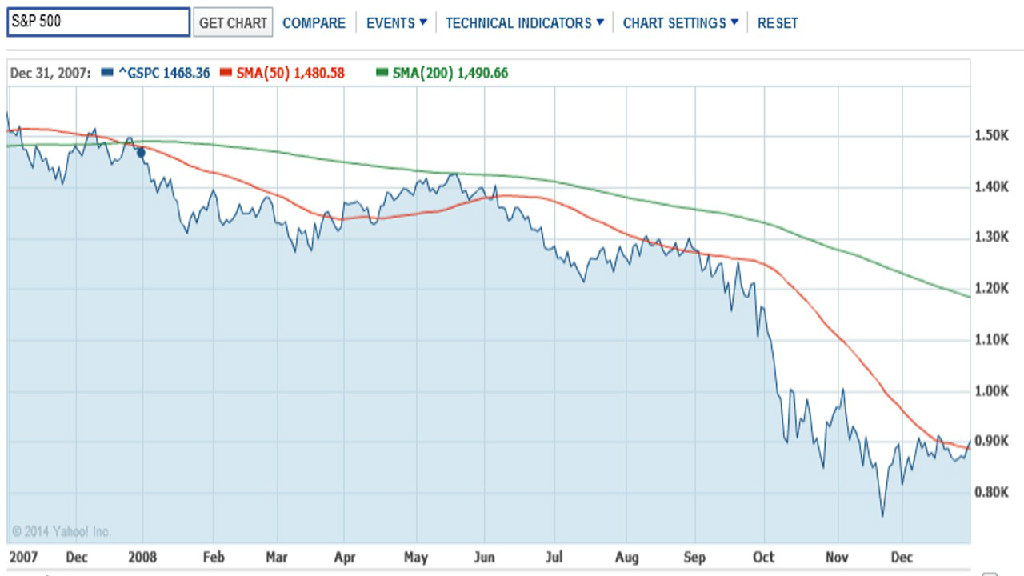 S&P 500 GET CHART COMPARE EVENTS ▼ TECHNICAL INDICATORS ▼ CHART SETTINGS ▼ RESET
Dec 31, 2007: ^GSPC 1468.36 SMA(50) 1,480.58 SMA(200) 1,490.66
1.50K
1.40K
1.30K
1.20K
1.10K
1.00K
0.90K
0.80K
© 2014 Yahoo! Inc.
2007 Dec 2008 Feb Mar Apr May Jun Jul Aug Sep Oct Nov Dec